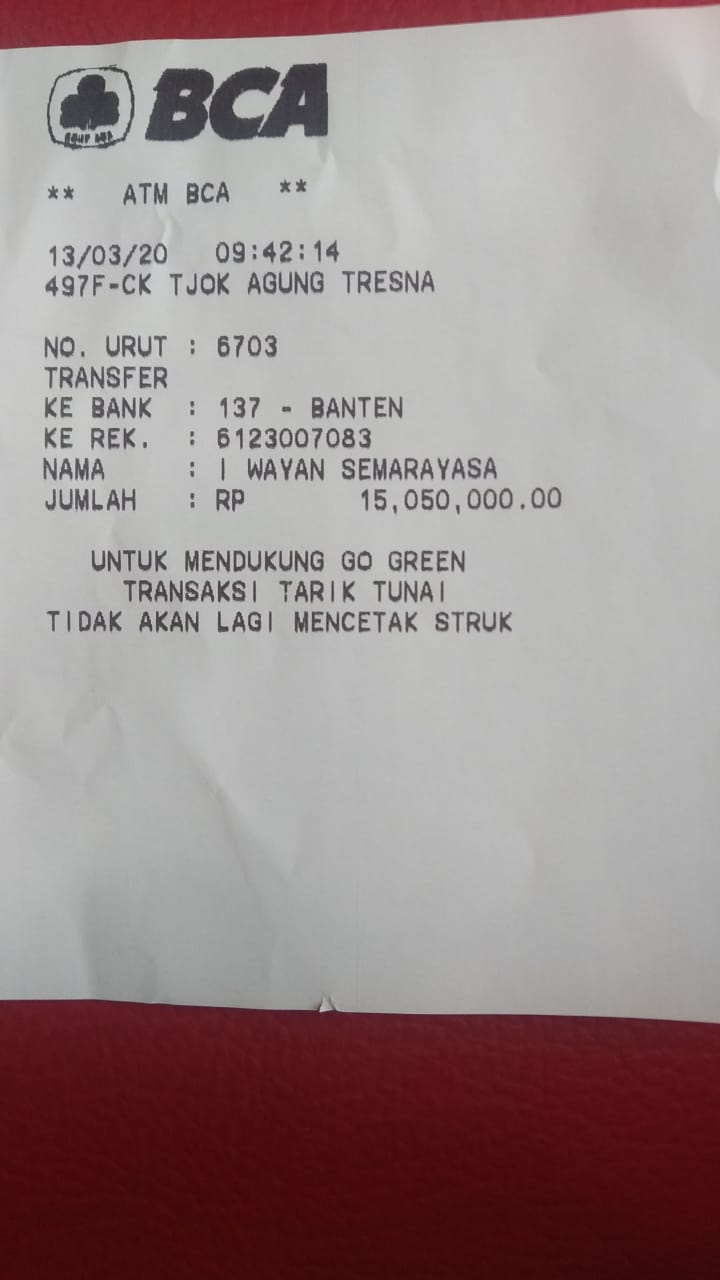 BCA
** ATM BCA **
13/03/20 09:42:14
497F-CK TJOK AGUNG TRESNA
NO. URUT : 6703
TRANSFER
KE BANK : 137 - BANTEN
KE REK. : 6123007083
NAMA : I WAYAN SEMARAYASA
JUMLAH : RP 15,050,000.00
UNTUK MENDUKUNG GO GREEN
TRANSAKSI TARIK TUNAI
TIDAK AKAN LAGI MENCETAK STRUK